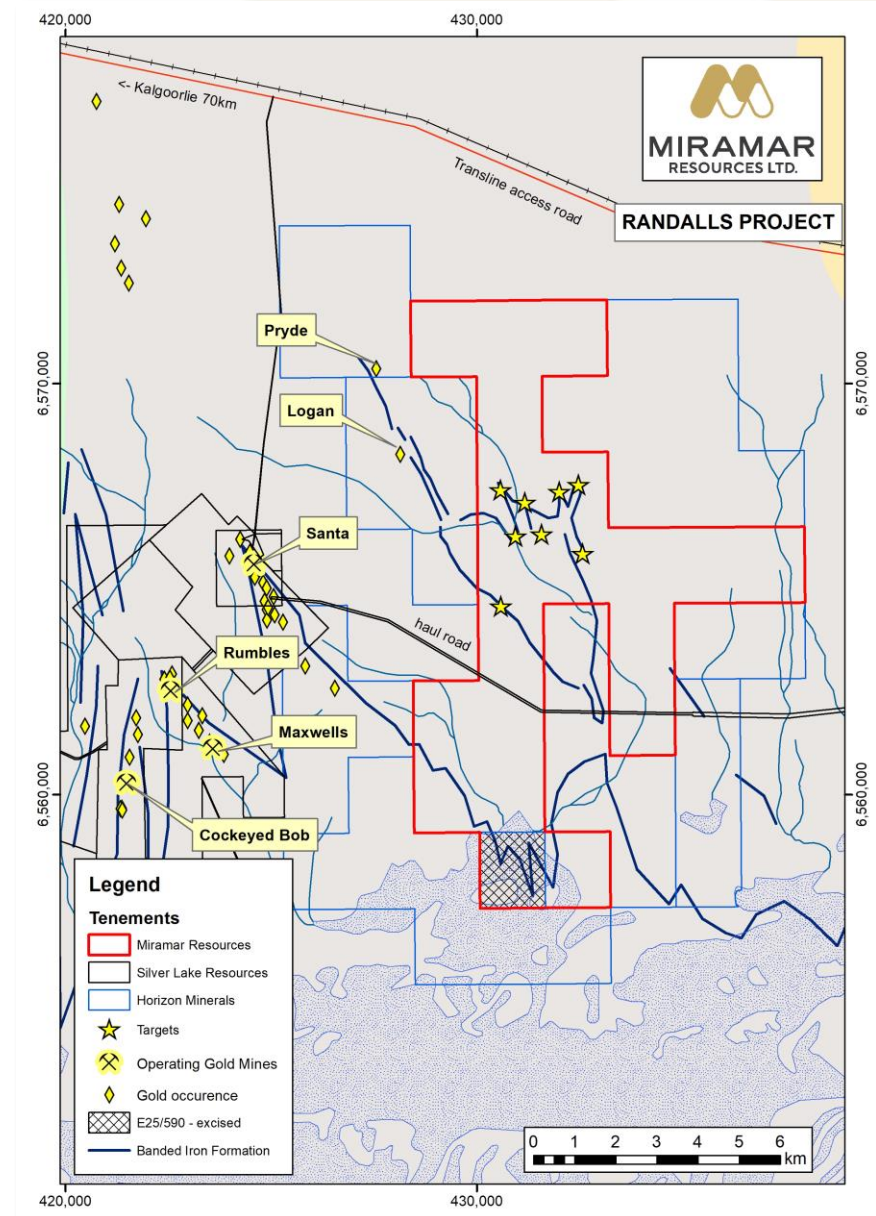 420,000
430,000
<- Kalgoorlie 70km
MIRAMAR
RESOURCES LTD.
Transline access road
RANDALLS PROJECT
Pryde
6,570,000
6,570,000
Logan
Santa
haul road
Rumbles
Maxwells
6,560,000
6,560,000
Cockeyed Bob
Legend
Tenements
Miramar Resources
Silver Lake Resources
Horizon Minerals
Targets
Operating Gold Mines
Gold occurence
E25/590 - excised
Banded Iron Formation
0 1 2 3 4 5 6
km
420,000
430,000